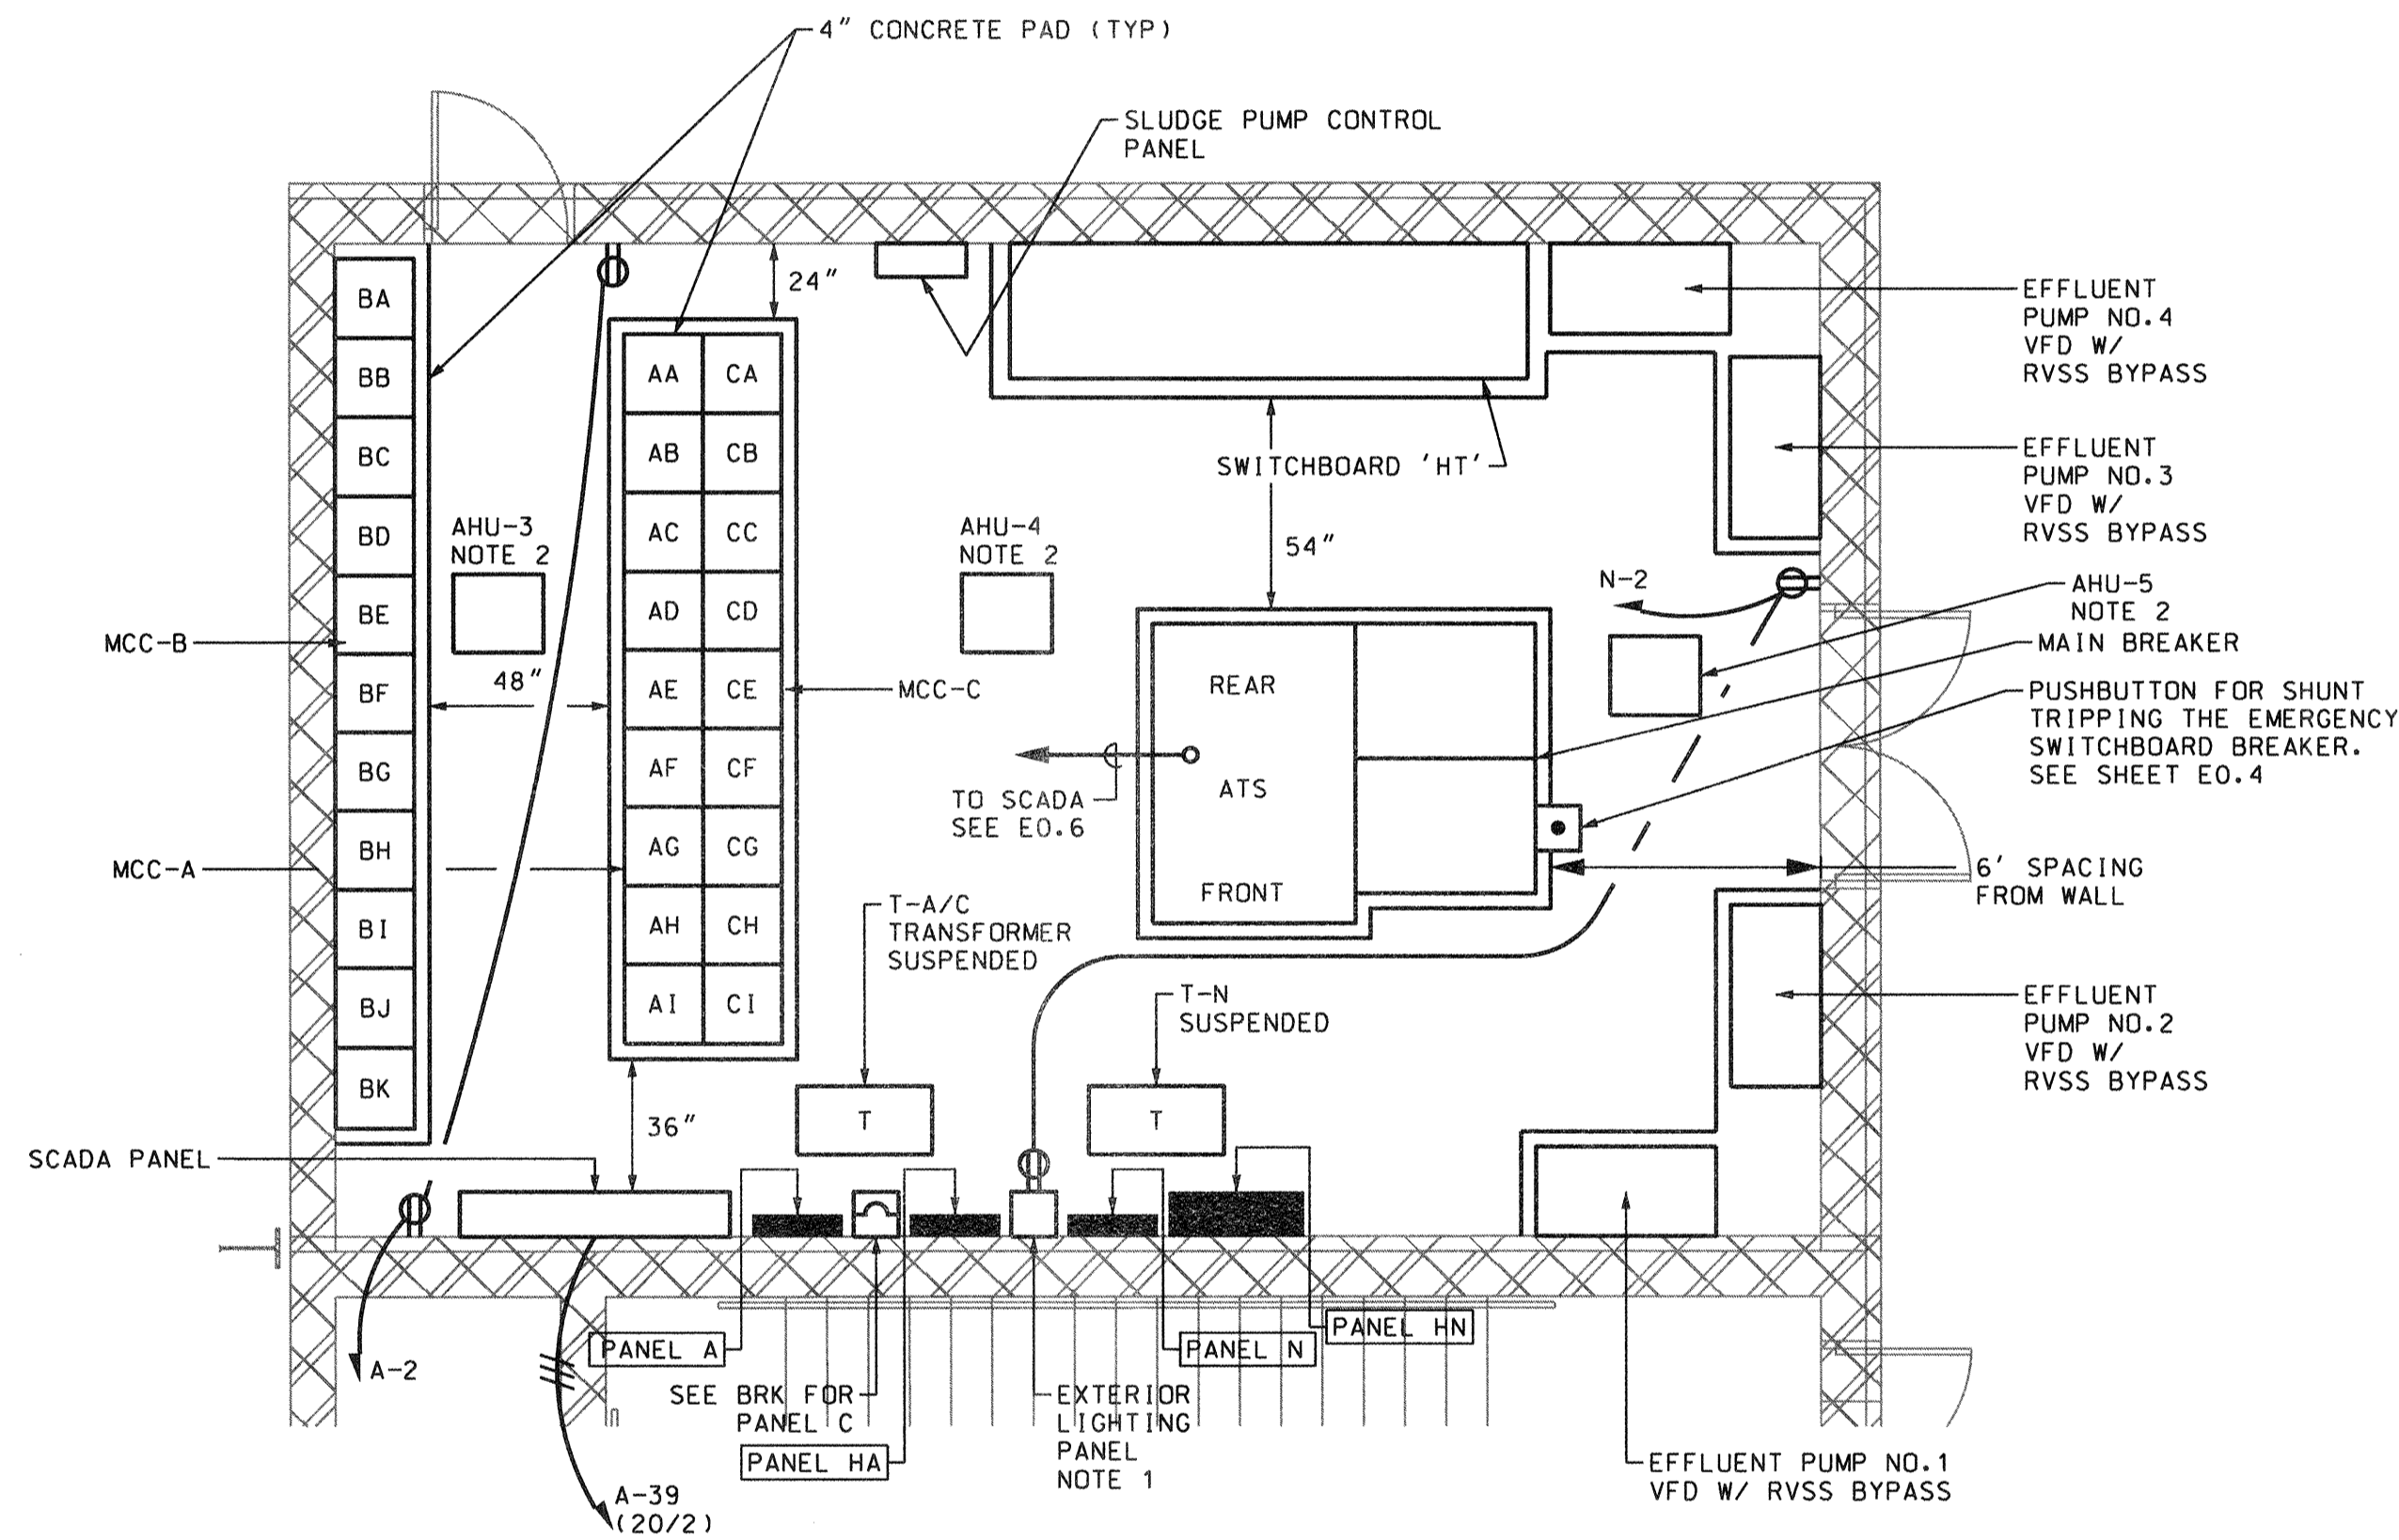 4" CONCRETE PAD (TYP)
SLUDGE PUMP CONTROL
PANEL
24"
EFFLUENT
PUMP NO.4
VFD W/
RVSS BYPASS
BA
BB
BC
BD
BE
BF
BG
BH
BI
BJ
BK
AA CA
AB CB
AC CC
AD CD
AE CE
AF CF
AG CG
AH CH
AI CI
SWITCHBOARD 'HT'
EFFLUENT
PUMP NO.3
VFD W/
RVSS BYPASS
AHU-3
NOTE 2
AHU-4
NOTE 2
54"
N-2
AHU-5
NOTE 2
MCC-B
MAIN BREAKER
48"
MCC-C
REAR
ATS
FRONT
PUSHBUTTON FOR SHUNT
TRIPPING THE EMERGENCY
SWITCHBOARD BREAKER.
SEE SHEET E0.4
TO SCADA
SEE E0.6
MCC-A
6' SPACING
FROM WALL
T-A/C
TRANSFORMER
SUSPENDED
T-N
SUSPENDED
EFFLUENT
PUMP NO.2
VFD W/
RVSS BYPASS
T
T
36"
SCADA PANEL
PANEL A
PANEL N
PANEL HN
A-2
SEE BRK FOR
PANEL C
EXTERIOR
LIGHTING
PANEL
NOTE 1
PANEL HA
EFFLUENT PUMP NO.1
VFD W/ RVSS BYPASS
A-39
(20/2)